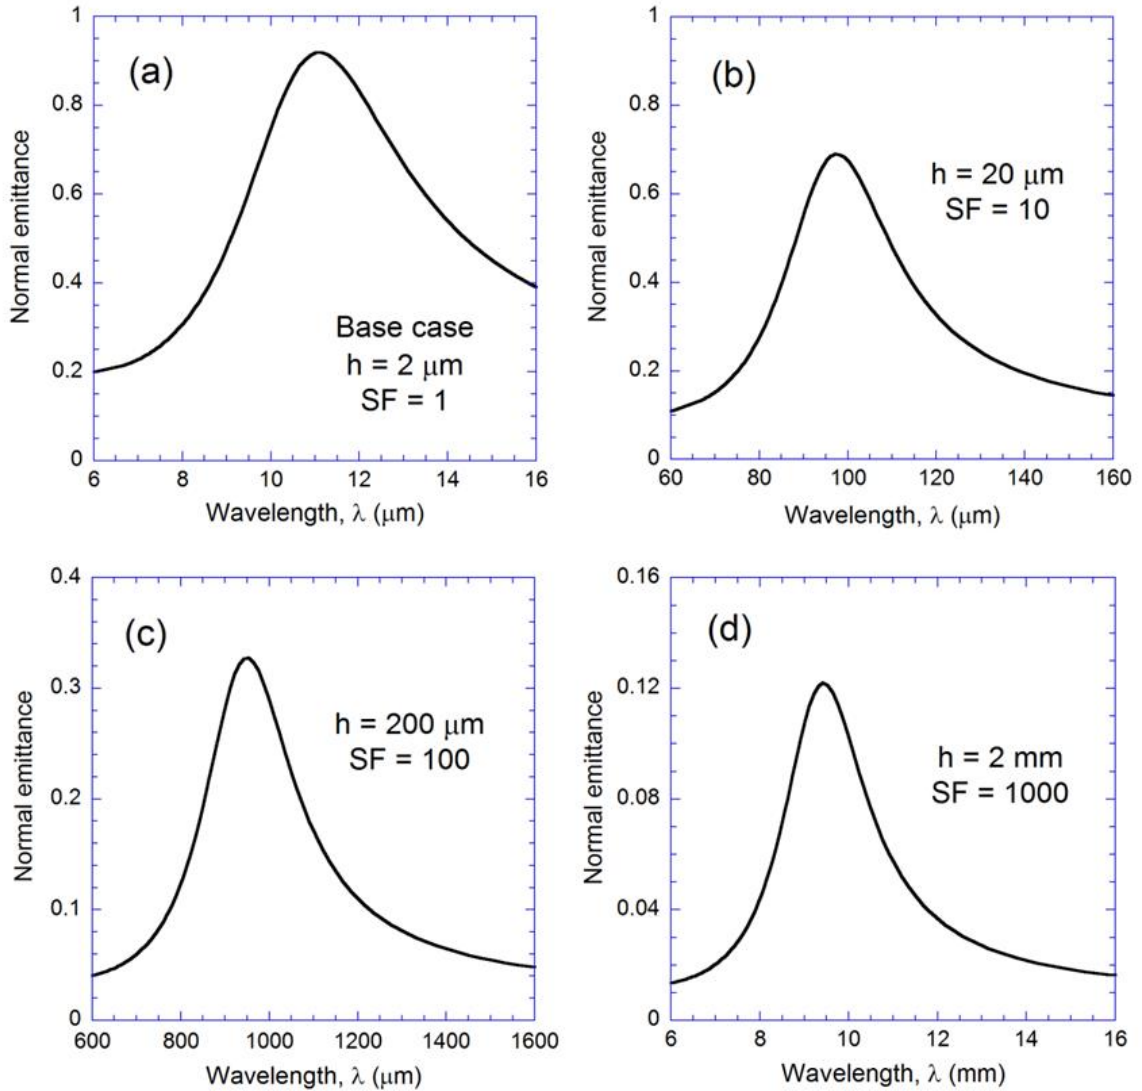 (a)
Normal emittance
1
0.8
0.6
0.4
0.2
0
Base case
h = 2 μm
SF = 1
6 8 10 12 14 16
Wavelength, λ (μm)
(b)
Normal emittance
1
0.8
0.6
0.4
0.2
0
h = 20 μm
SF = 10
60 80 100 120 140 160
Wavelength, λ (μm)
(c)
Normal emittance
0.4
0.3
0.2
0.1
0
h = 200 μm
SF = 100
600 800 1000 1200 1400 1600
Wavelength, λ (μm)
(d)
Normal emittance
0.16
0.12
0.08
0.04
0
h = 2 mm
SF = 1000
6 8 10 12 14 16
Wavelength, λ (mm)